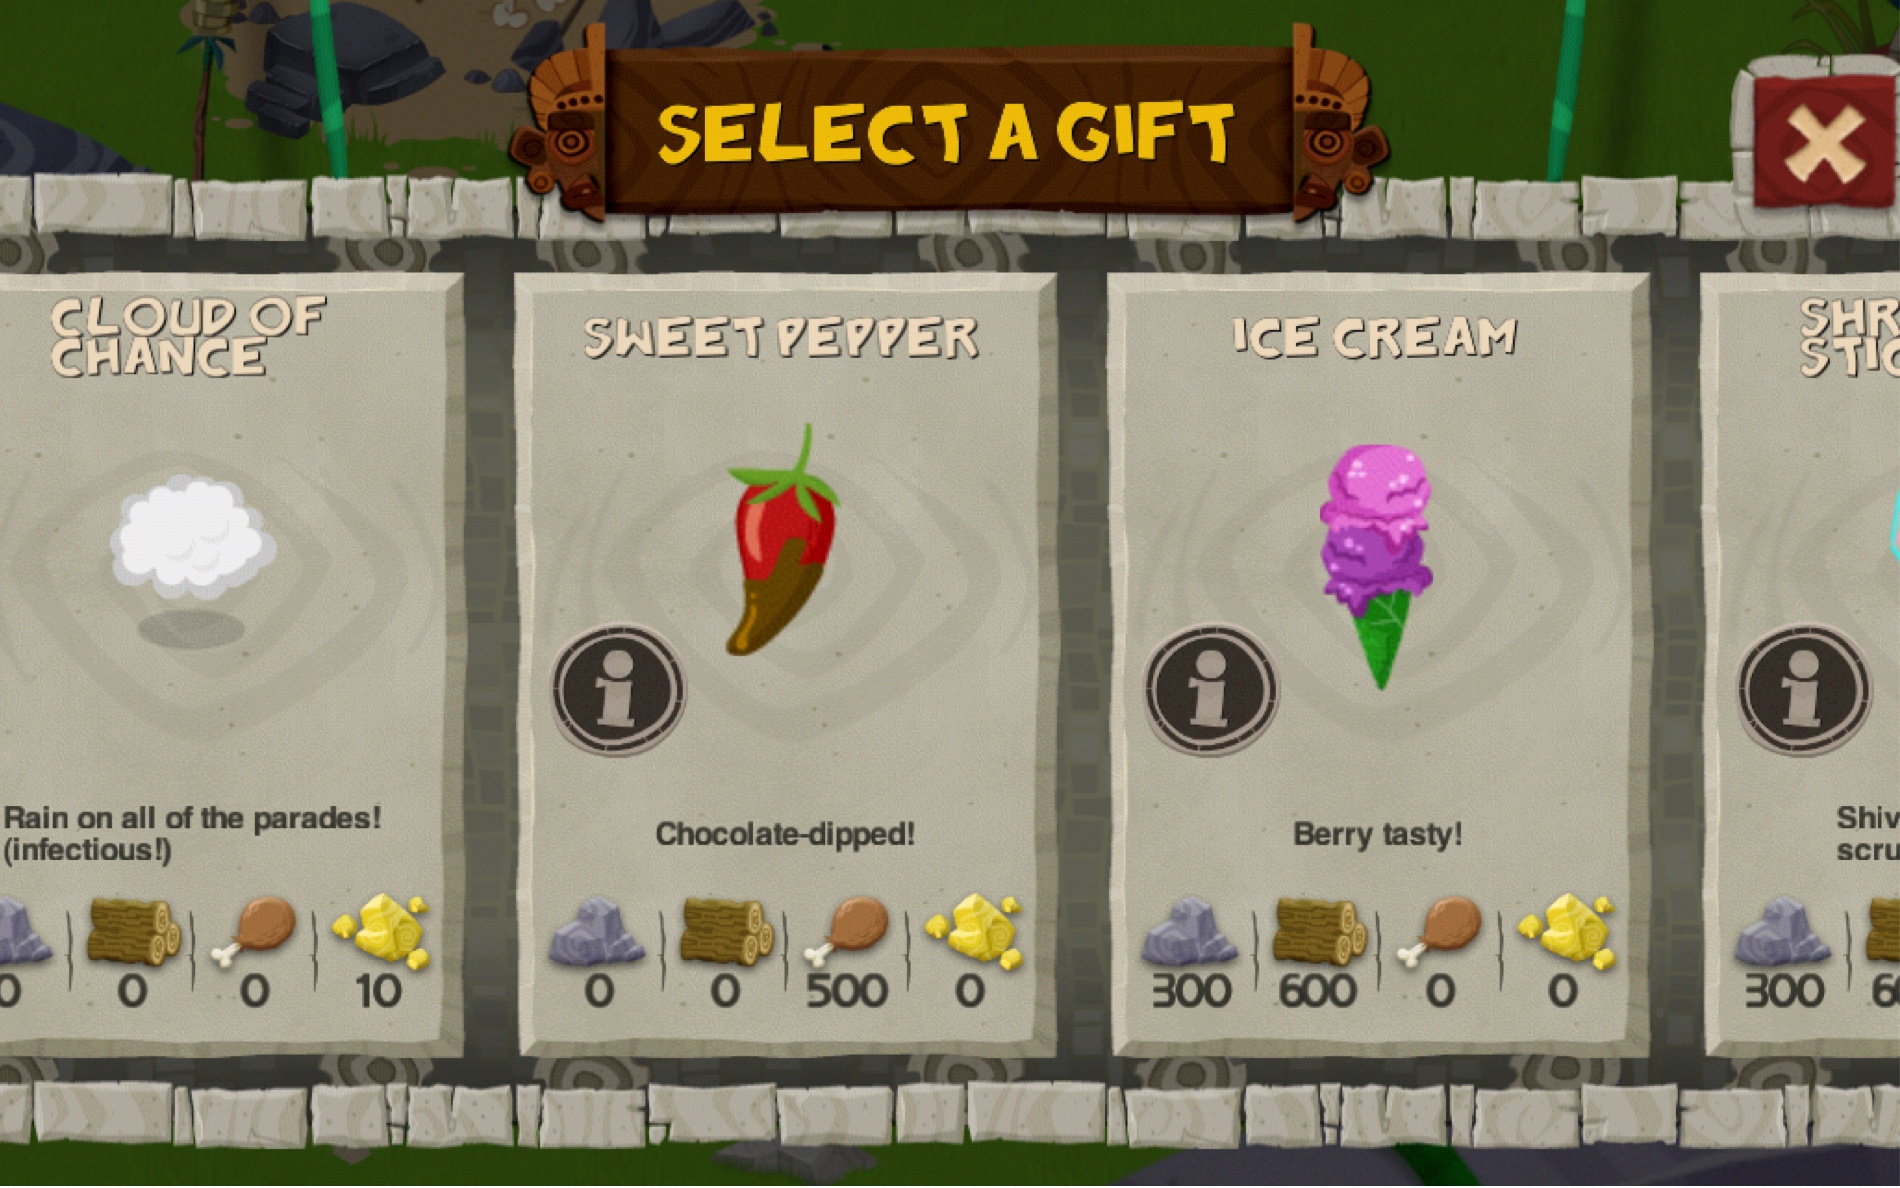 SELECT A GIFT
CLOUD OF
CHANCE
Rain on all of the parades!
(infectious!)
0 0 0 10
SWEET PEPPER
Chocolate-dipped!
0 0 500 0
ICE CREAM
Berry tasty!
300 600 0 0
300